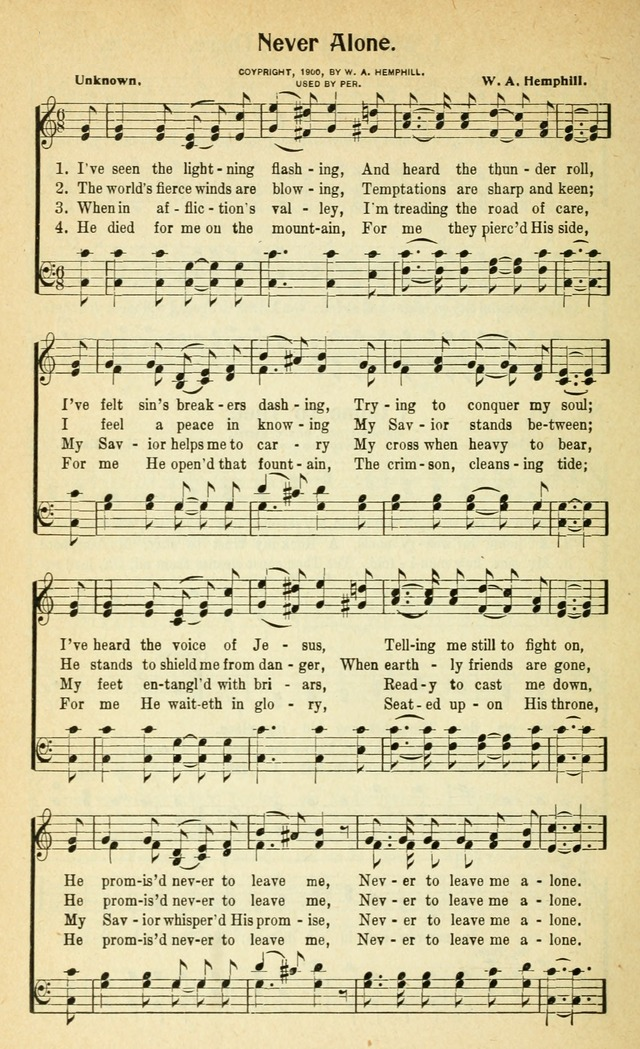 Never Alone.
COYPRIGHT, 1900, BY W. A. HEMPHILL.
Unknown. USED BY PER. W. A. Hemphill.
1. I've seen the light - ning flash - ing, And heard the thun - der roll,
2. The world's fierce winds are blow - ing, Temptations are sharp and keen;
3. When in af - flic - tion's val - ley, I'm treading the road of care,
4. He died for me on the mount-ain, For me they pierc'd His side,
I've felt sin's break - ers dash - ing, Try - ing to conquer my soul;
I feel a peace in know - ing My Sav - ior stands be-tween;
My Sav - ior helps me to car - ry My cross when heavy to bear,
For me He open'd that fount - ain, The crim - son, cleans - ing tide;
I've heard the voice of Je - sus, Tell-ing me still to fight on,
He stands to shield me from dan - ger, When earth - ly friends are gone,
My feet en-tangl'd with bri - ars, Read-y to cast me down,
For me He wait-eth in glo - ry, Seat-ed up - on His throne,
He prom-is'd nev-er to leave me, Nev - er to leave me a - lone.
He prom-is'd nev-er to leave me, Nev - er to leave me a - lone.
My Sav - ior whisper'd His prom - ise, Nev - er to leave me a - lone.
He prom-is'd nev-er to leave me, Nev - er to leave me a - lone.